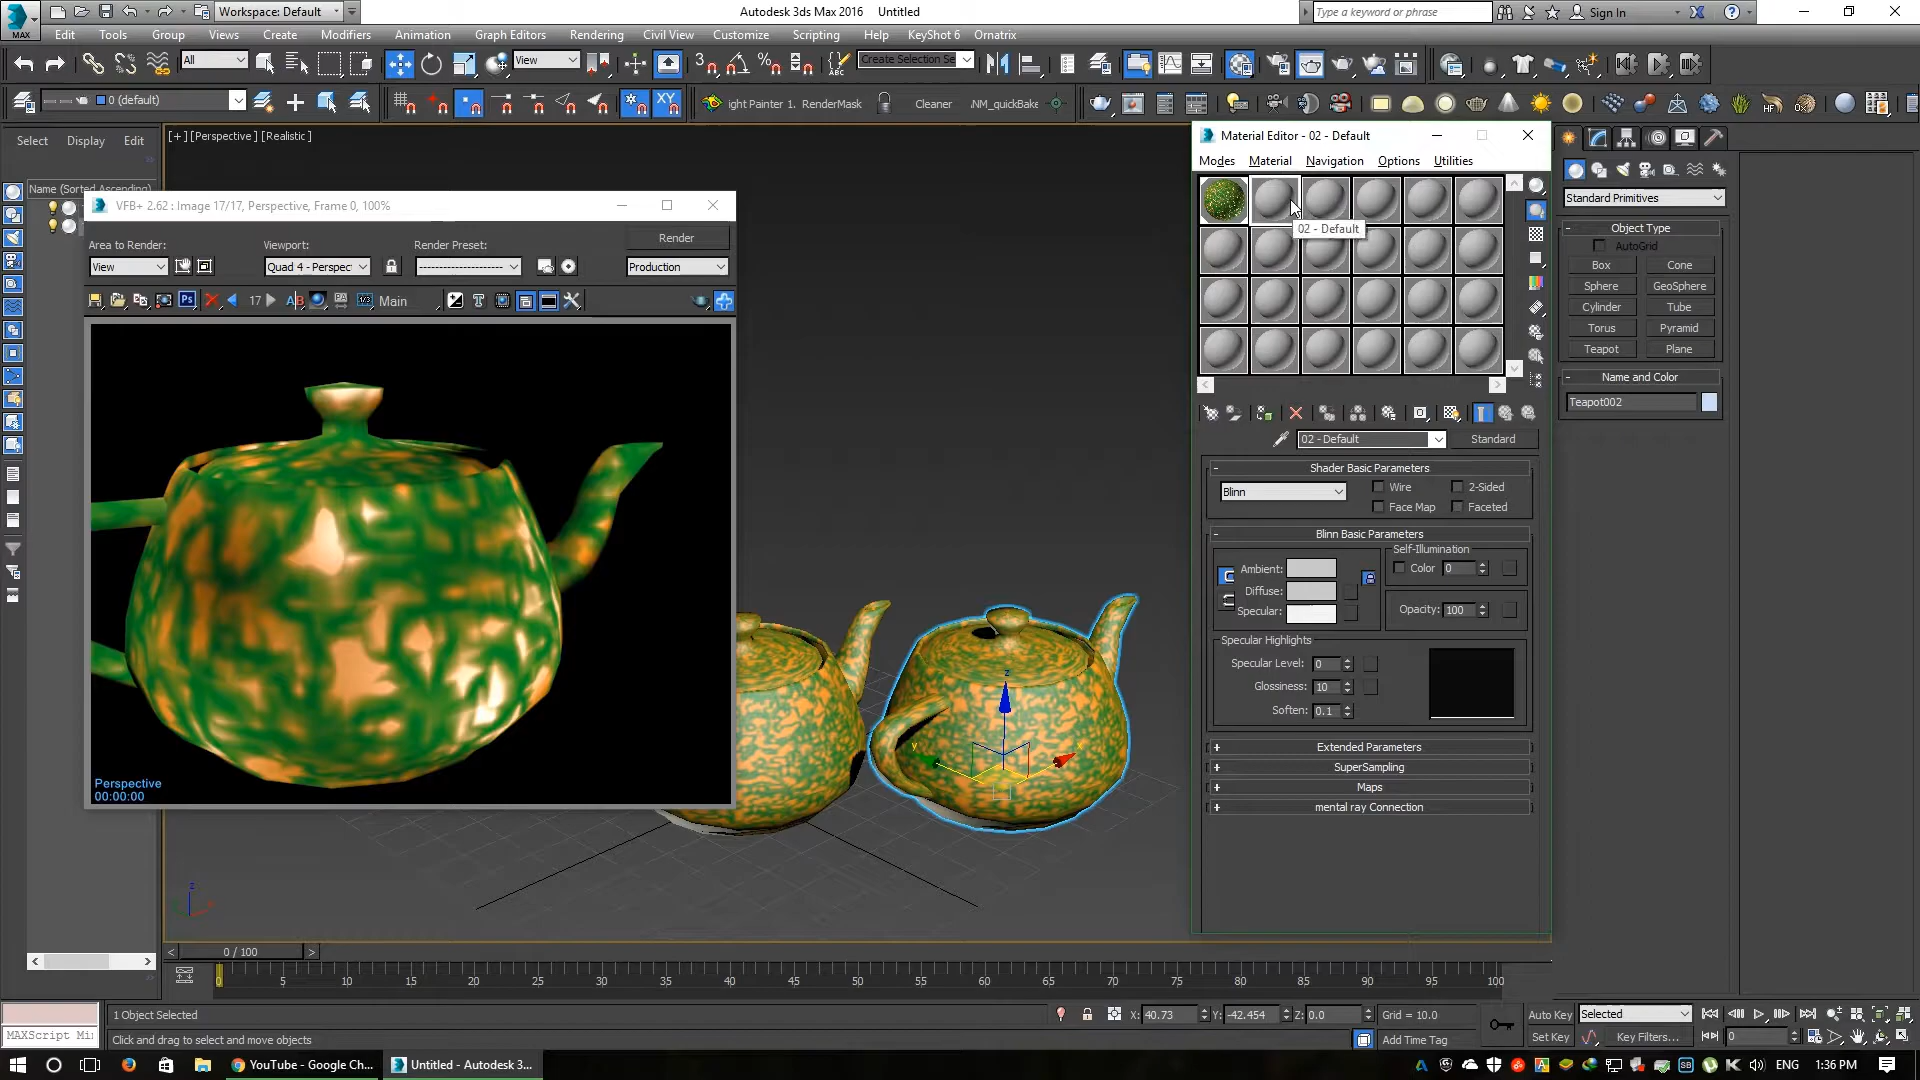 Workspace: Default
Autodesk 3ds Max 2016 Untitled
Type a keyword or phrase
Sign In
MAX
Edit Tools Group Views Create Modifiers Animation Graph Editors Rendering Civil View Customize Scripting Help KeyShot 6 Ornatrix
All
View
3
ABC
Create Selection Se
0 (default)
XY
ight Painter 1.
RenderMask
Cleaner
.NM_quickBake
HF
Select Display Edit
[+] [Perspective] [Realistic]
Name (Sorted Ascending)
VFB+ 2.62 : Image 17/17, Perspective, Frame 0, 100%
Area to Render:
Viewport:
Render Preset:
Render
View
Quad 4 - Perspec
--------------------
Production
Ps
17
AB
Main
Perspective
00:00:00
Material Editor - 02 - Default
Modes Material Navigation Options Utilities
02 - Default
02 - Default
Standard
Shader Basic Parameters
Blinn
Wire
2-Sided
Face Map
Faceted
Blinn Basic Parameters
Self-Illumination
Ambient:
Color 0
Diffuse:
Specular:
Opacity: 100
Specular Highlights
Specular Level: 0
Glossiness: 10
Soften: 0.1
Extended Parameters
SuperSampling
Maps
mental ray Connection
Standard Primitives
Object Type
AutoGrid
Box Cone
Sphere GeoSphere
Cylinder Tube
Torus Pyramid
Teapot Plane
Name and Color
Teapot002
z
y
x
z
0 / 100
0 5 10 15 20 25 30 35 40 45 50 55 60 65 70 75 80 85 90 95 100
1 Object Selected
X: 40.73 Y: -42.454 Z: 0.0
Grid = 10.0
Auto Key
Selected
MAXScript Mi
Click and drag to select and move objects
Add Time Tag
Set Key
Key Filters...
0
YouTube - Google Ch...
Untitled - Autodesk 3...
ENG
1:36 PM